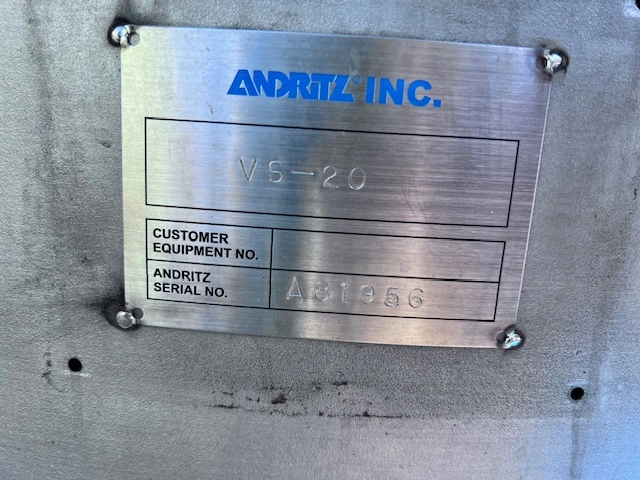 ANDRITZ® INC.
VS-20
CUSTOMER
EQUIPMENT NO.
ANDRITZ
SERIAL NO.
A81956